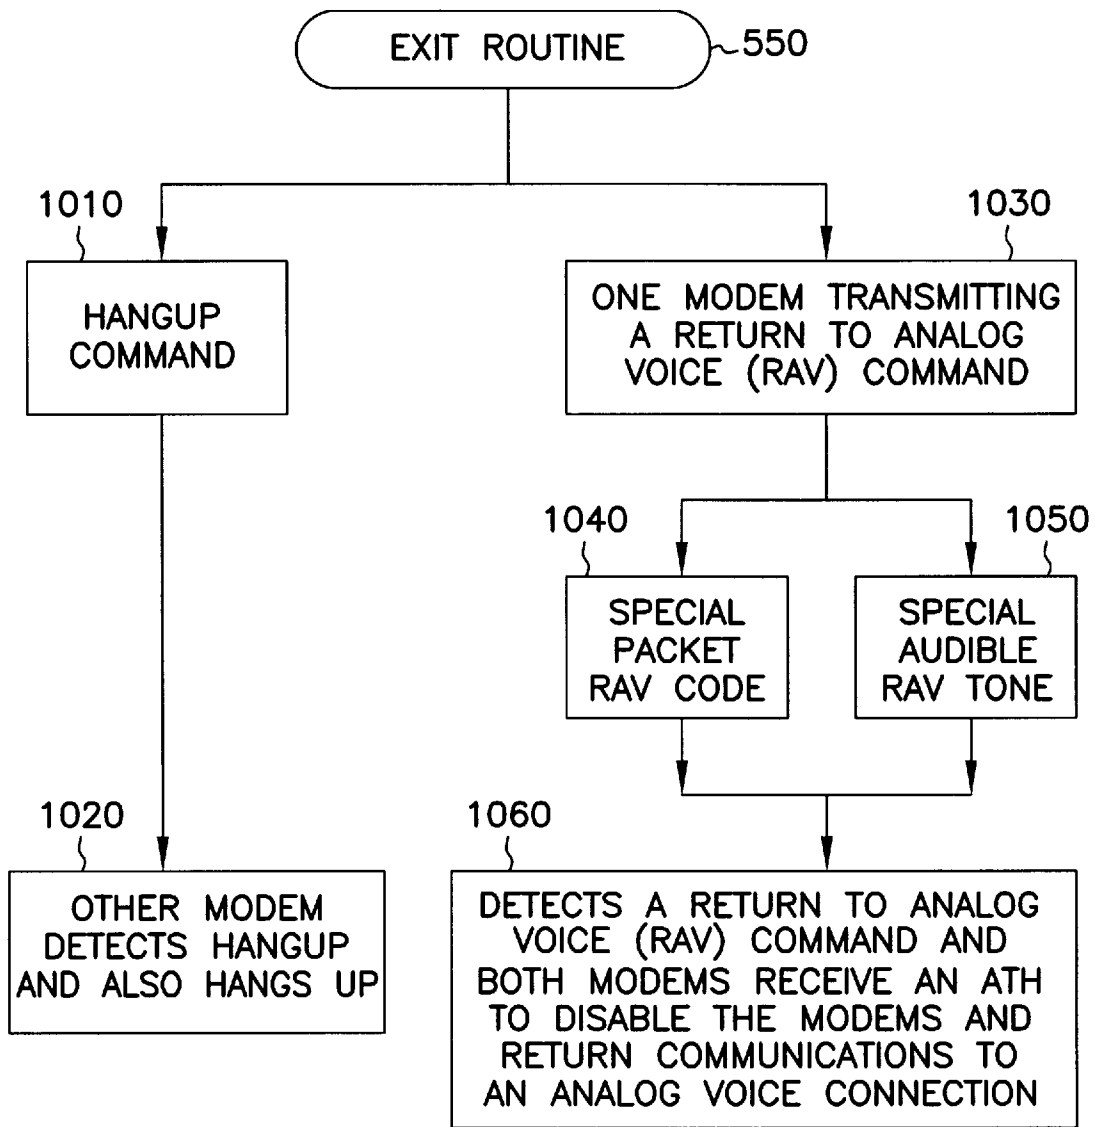 EXIT ROUTINE
550
1010
HANGUP
COMMAND
1030
ONE MODEM TRANSMITTING
A RETURN TO ANALOG
VOICE (RAV) COMMAND
1040
SPECIAL
PACKET
RAV CODE
1050
SPECIAL
AUDIBLE
RAV TONE
1020
OTHER MODEM
DETECTS HANGUP
AND ALSO HANGS UP
1060
DETECTS A RETURN TO ANALOG
VOICE (RAV) COMMAND AND
BOTH MODEMS RECEIVE AN ATH
TO DISABLE THE MODEMS AND
RETURN COMMUNICATIONS TO
AN ANALOG VOICE CONNECTION